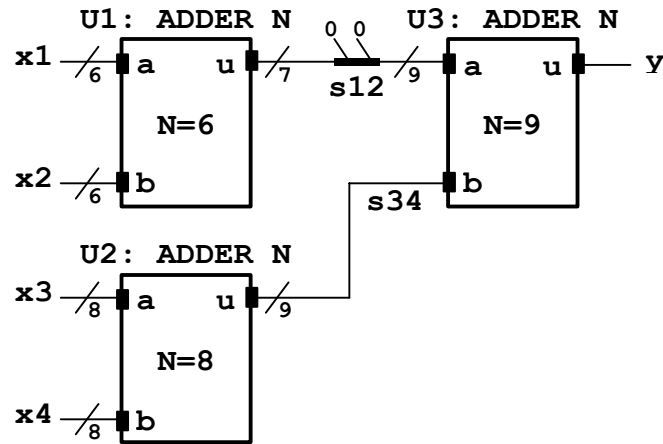 U1: ADDER N
0 0
U3: ADDER N
x1
6
a
u
7
s12
9
a
u
y
N=6
N=9
x2
6
b
s34
b
U2: ADDER N
x3
8
a
u
9
N=8
x4
8
b